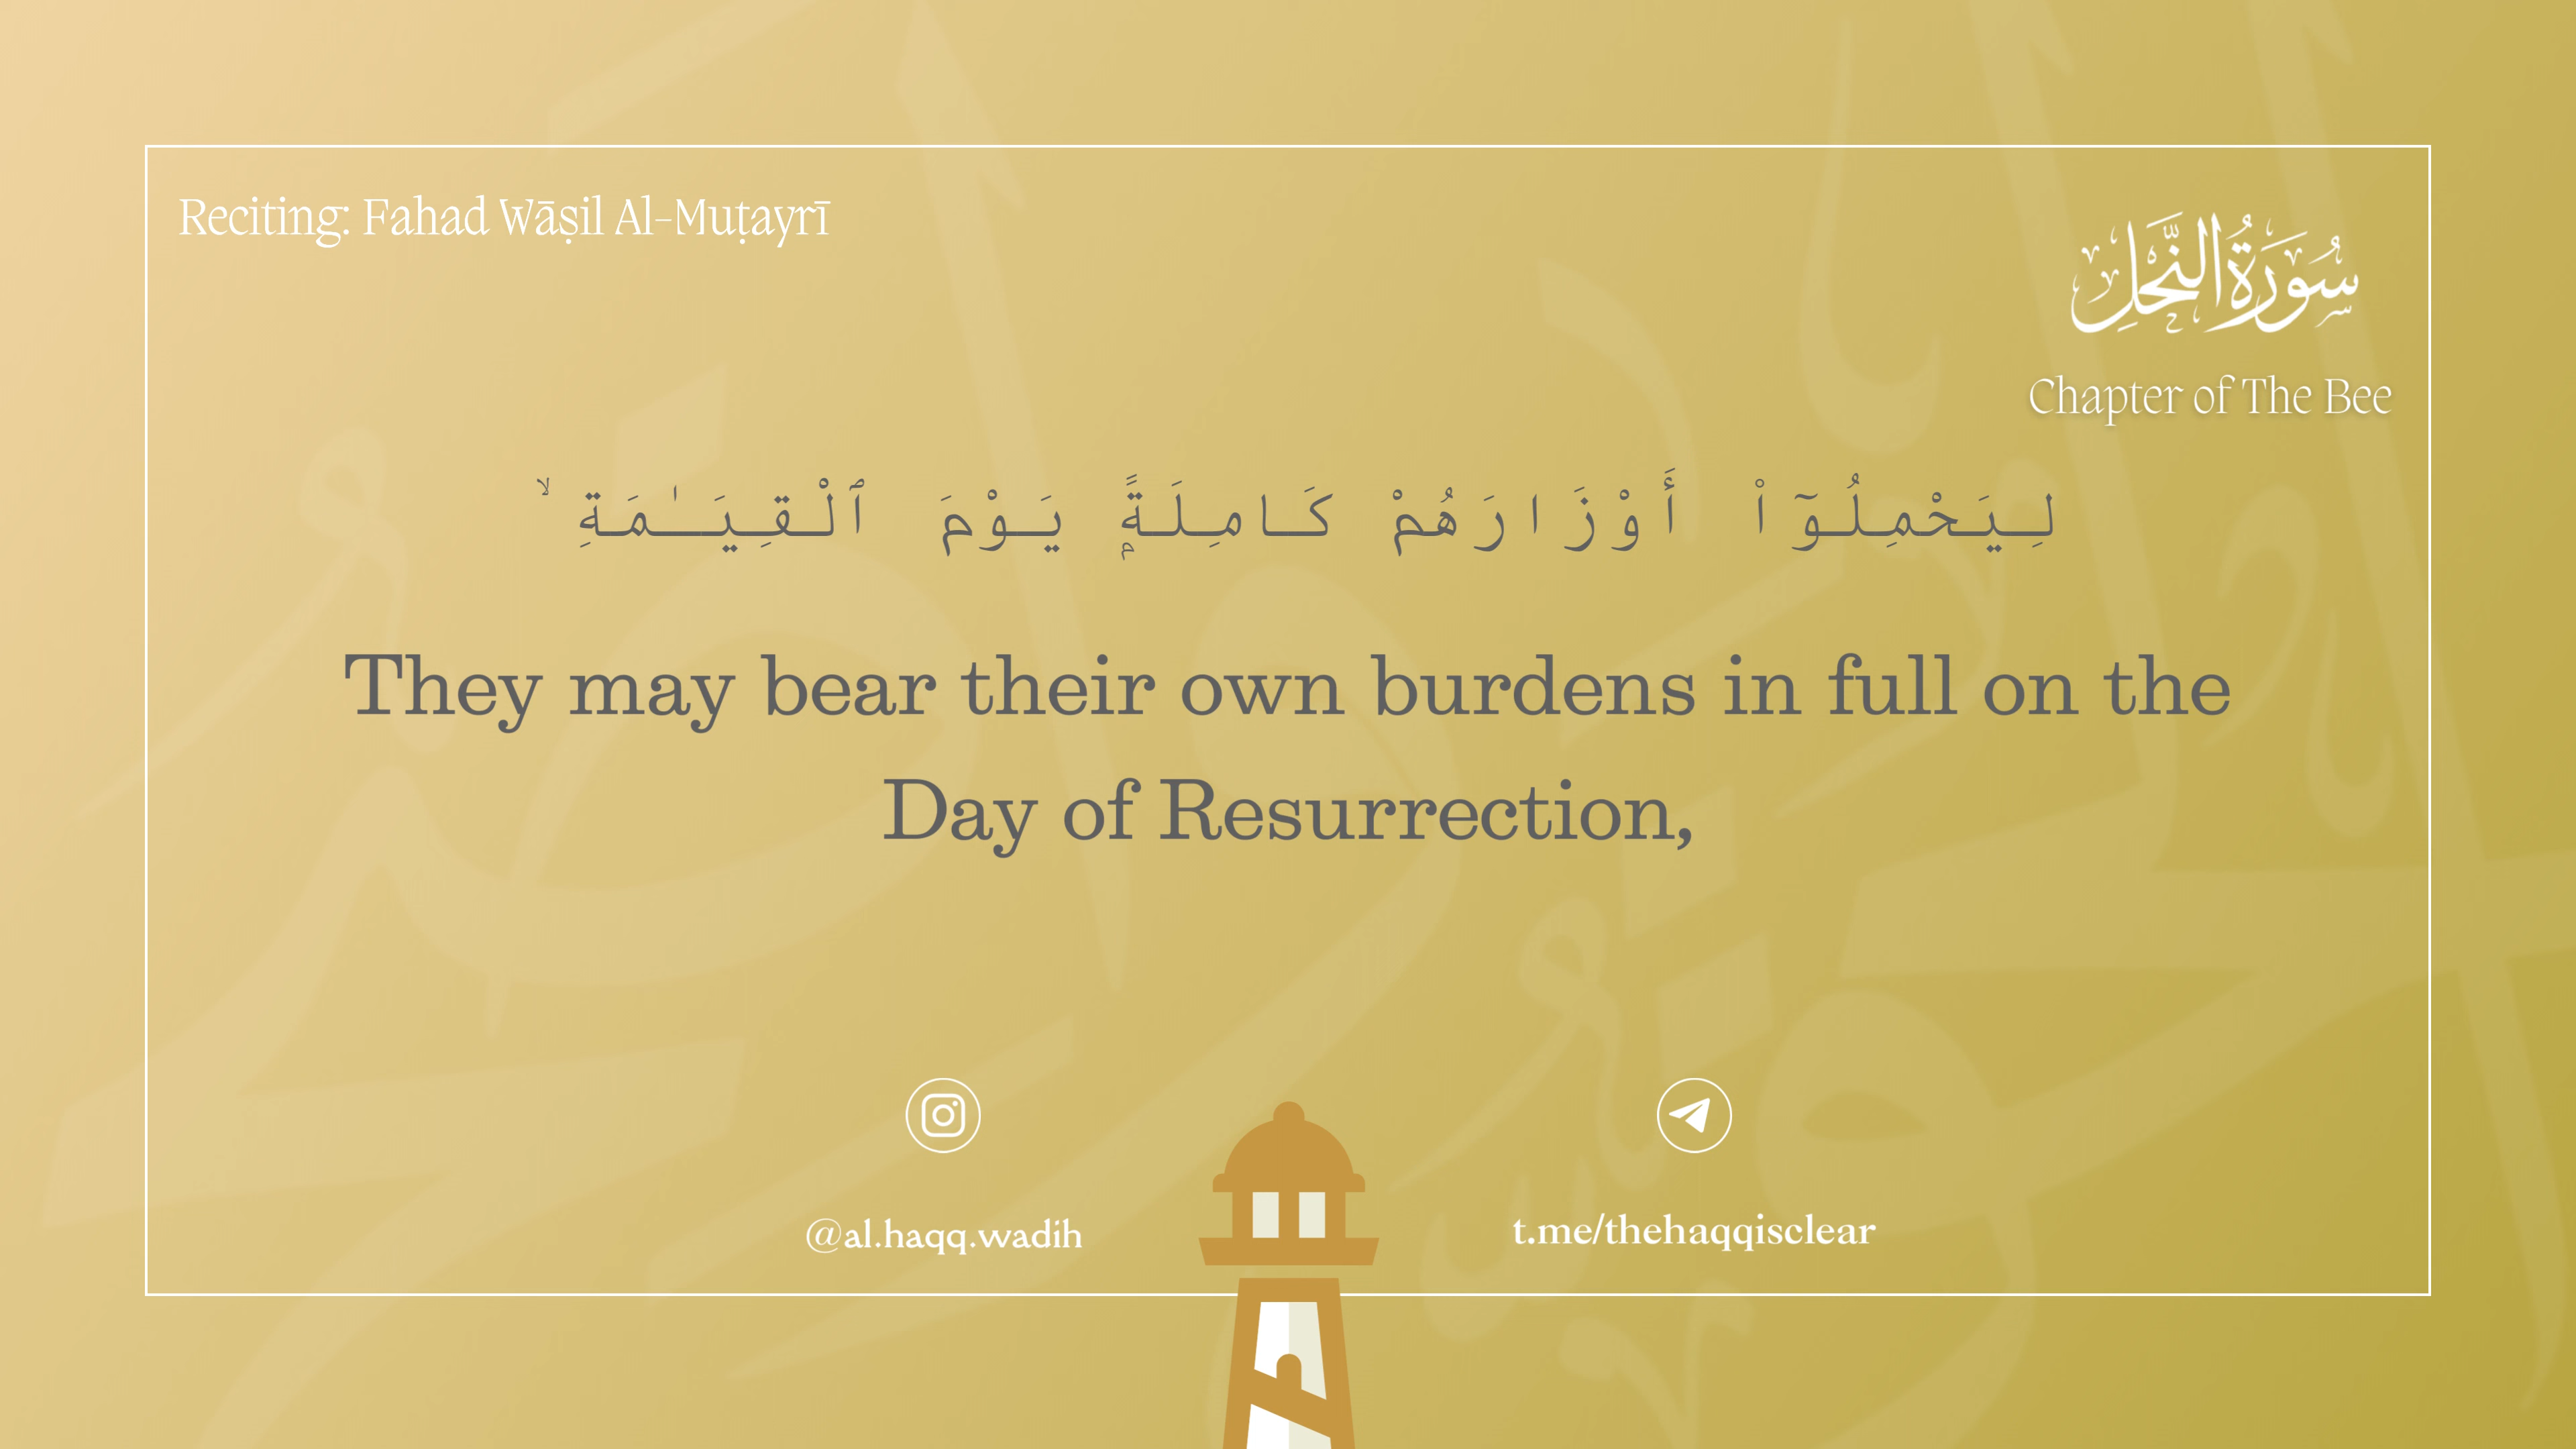 Reciting: Fahad Wāṣil Al-Muṭayrī
سُورَةُ النَّحْلِ
Chapter of The Bee
لِيَحْمِلُوٓا۟ أَوْزَارَهُمْ كَامِلَةًۭ يَوْمَ ٱلْقِيَـٰمَةِ ۙ
They may bear their own burdens in full on the
Day of Resurrection,
@al.haqq.wadih
t.me/thehaqqisclear